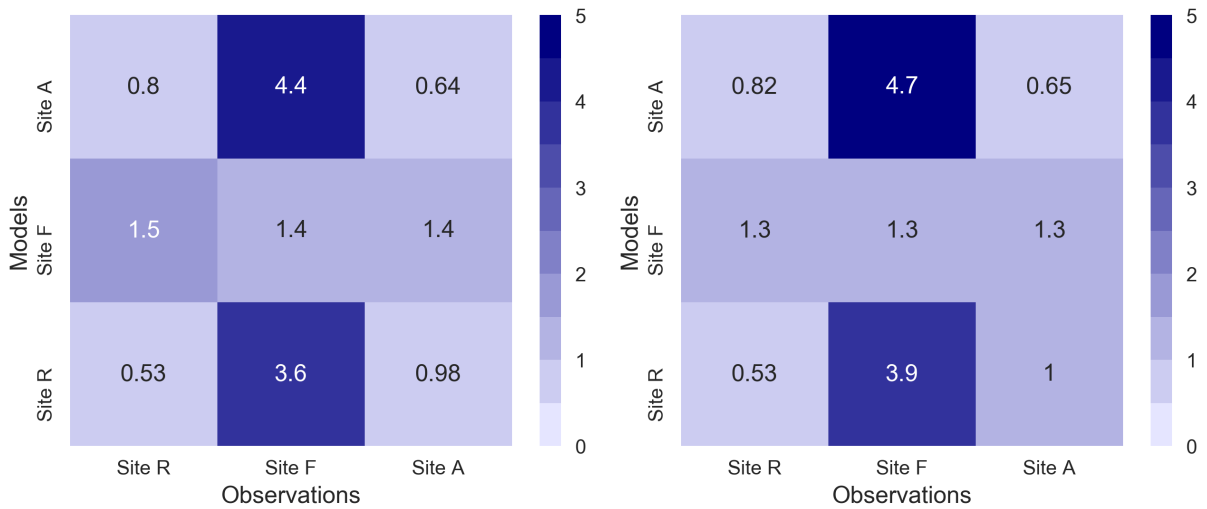 5
4
3
2
1
0
Site A
Site F
Site R
Models
0.8 4.4 0.64
1.5 1.4 1.4
0.53 3.6 0.98
Site R Site F Site A
Observations
5
4
3
2
1
0
Site A
Site F
Site R
Models
0.82 4.7 0.65
1.3 1.3 1.3
0.53 3.9 1
Site R Site F Site A
Observations